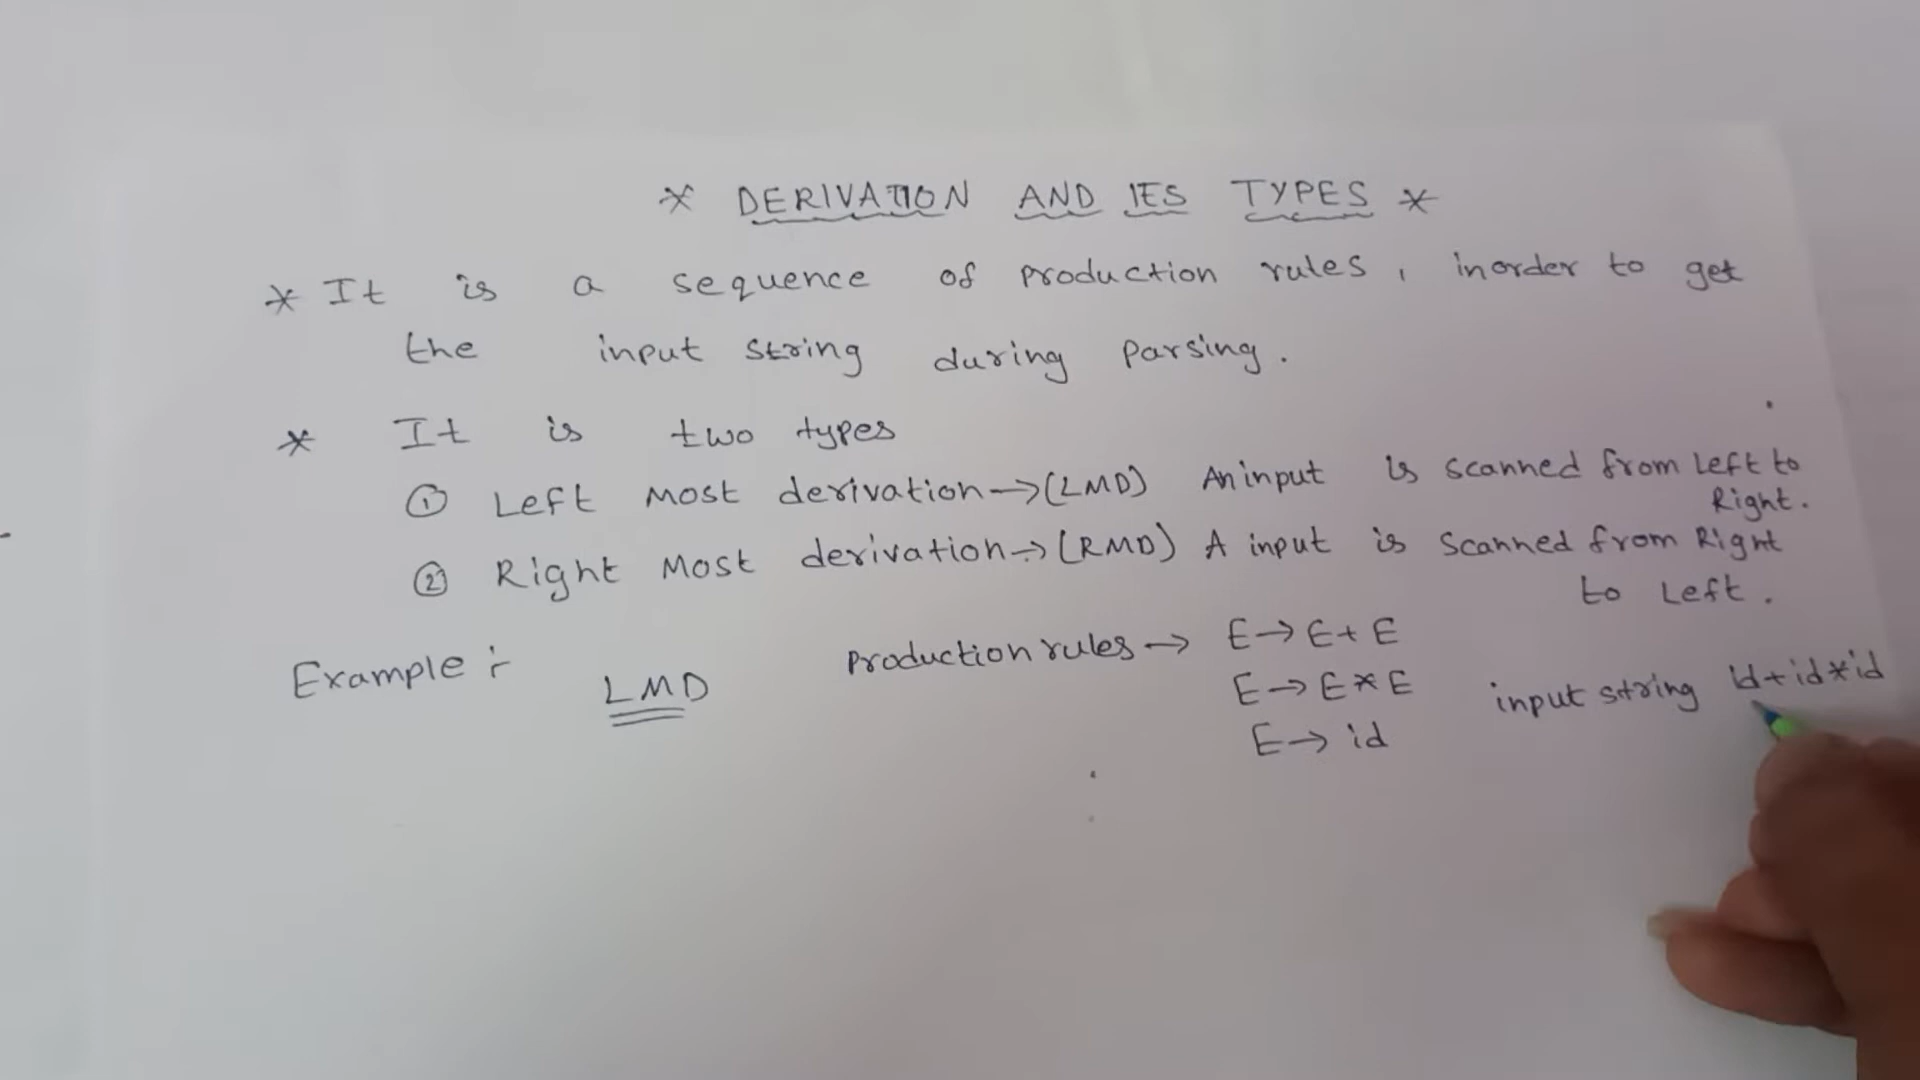 * DERIVATION AND IES TYPES *
* It is a sequence of production rules, inorder to get
the input string during parsing.
* It is two types
① Left Most derivation→(LMD) An input is scanned from Left to
Right.
② Right Most derivation→(RMD) A input is scanned from Right
to Left.
Example :- LMD production rules → E→E+E
E→E*E input string id+id*id
E→id